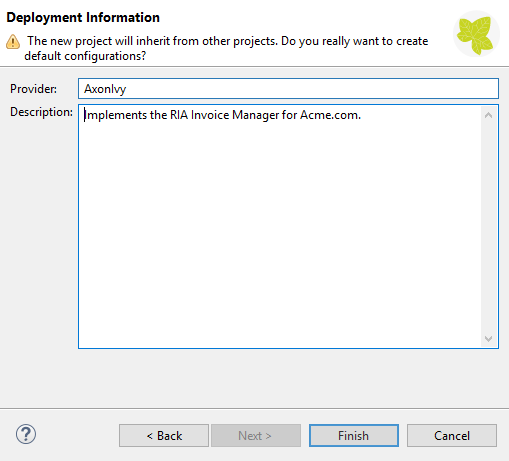 Deployment Information
The new project will inherit from other projects. Do you really want to create
default configurations?
Provider: AxonIvy
Description: Implements the RIA Invoice Manager for Acme.com.
? < Back Next > Finish Cancel